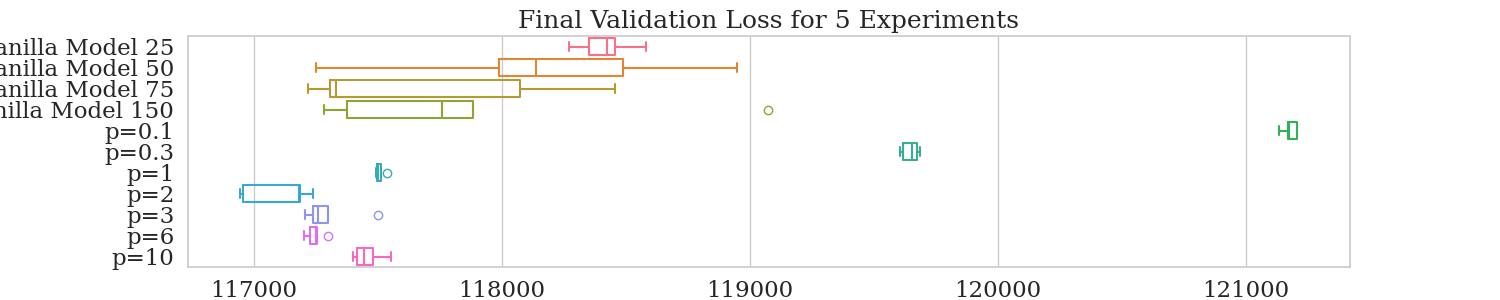 Final Validation Loss for 5 Experiments
anilla Model 25
anilla Model 50
anilla Model 75
nilla Model 150
p=0.1
p=0.3
p=1
p=2
p=3
p=6
p=10
117000 118000 119000 120000 121000